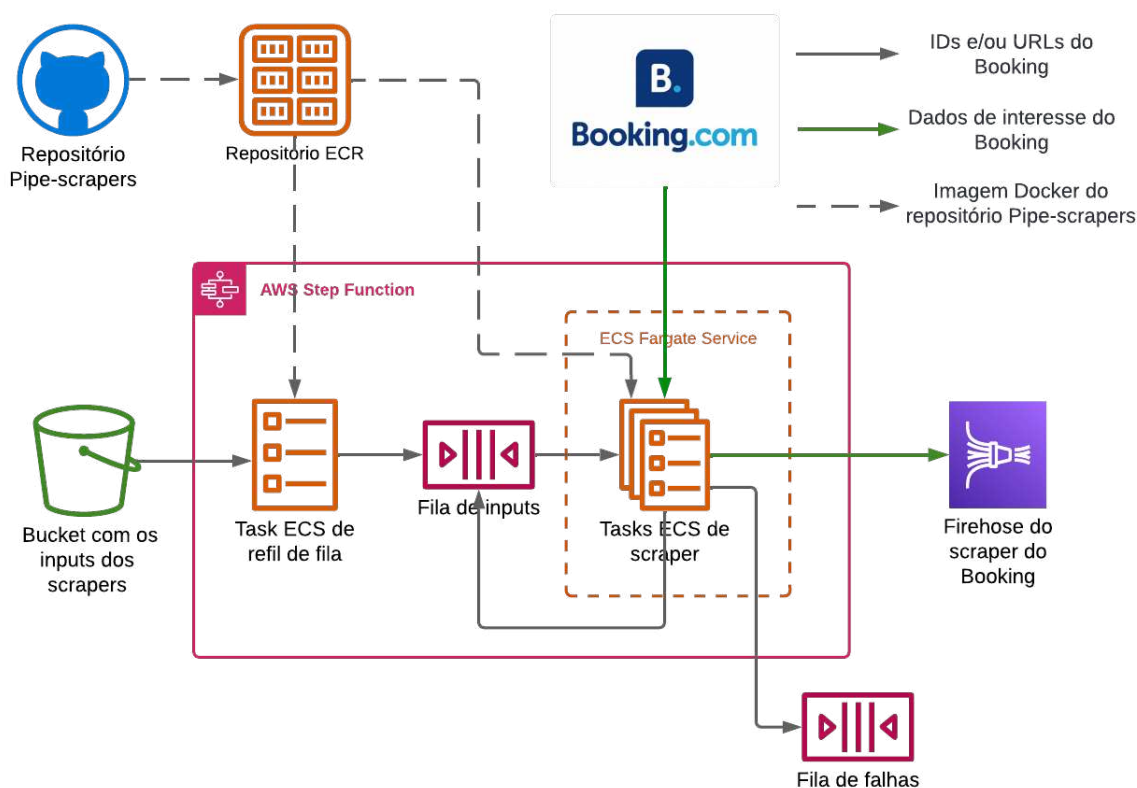 Repositório
Pipe-scrapers
Repositório ECR
B.
Booking.com
IDs e/ou URLs do
Booking
Dados de interesse do
Booking
Imagem Docker do
repositório Pipe-scrapers
AWS Step Function
ECS Fargate Service
Bucket com os
inputs dos
scrapers
Task ECS de
refil de fila
Fila de inputs
Tasks ECS de
scraper
Firehose do
scraper do
Booking
Fila de falhas